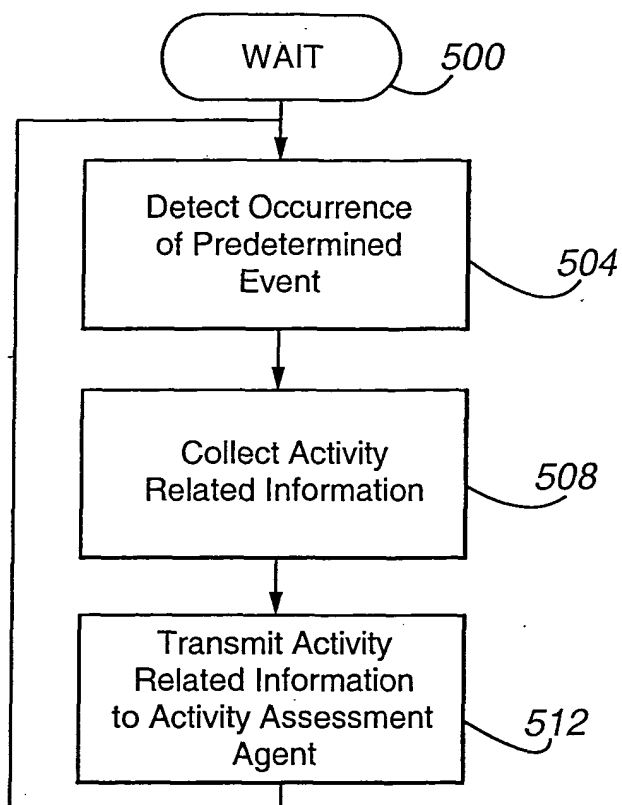 WAIT
500
Detect Occurrence
of Predetermined
Event
504
Collect Activity
Related Information
508
Transmit Activity
Related Information
to Activity Assessment
Agent
512